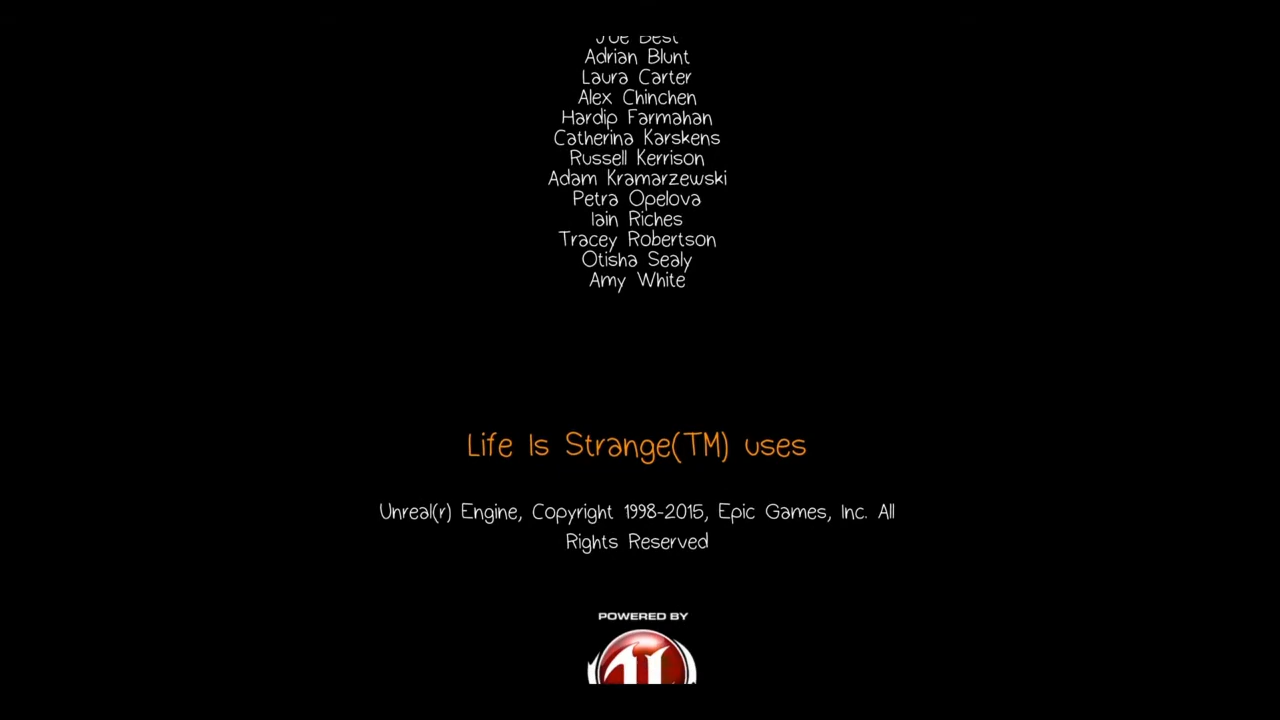 Joe Best
Adrian Blunt
Laura Carter
Alex Chinchen
Hardip Farmahan
Catherina Karskens
Russell Kerrison
Adam Kramarzewski
Petra Opelova
Iain Riches
Tracey Robertson
Otisha Sealy
Amy White
Life Is Strange(TM) uses
Unreal(r) Engine, Copyright 1998-2015, Epic Games, Inc. All
Rights Reserved
POWERED BY